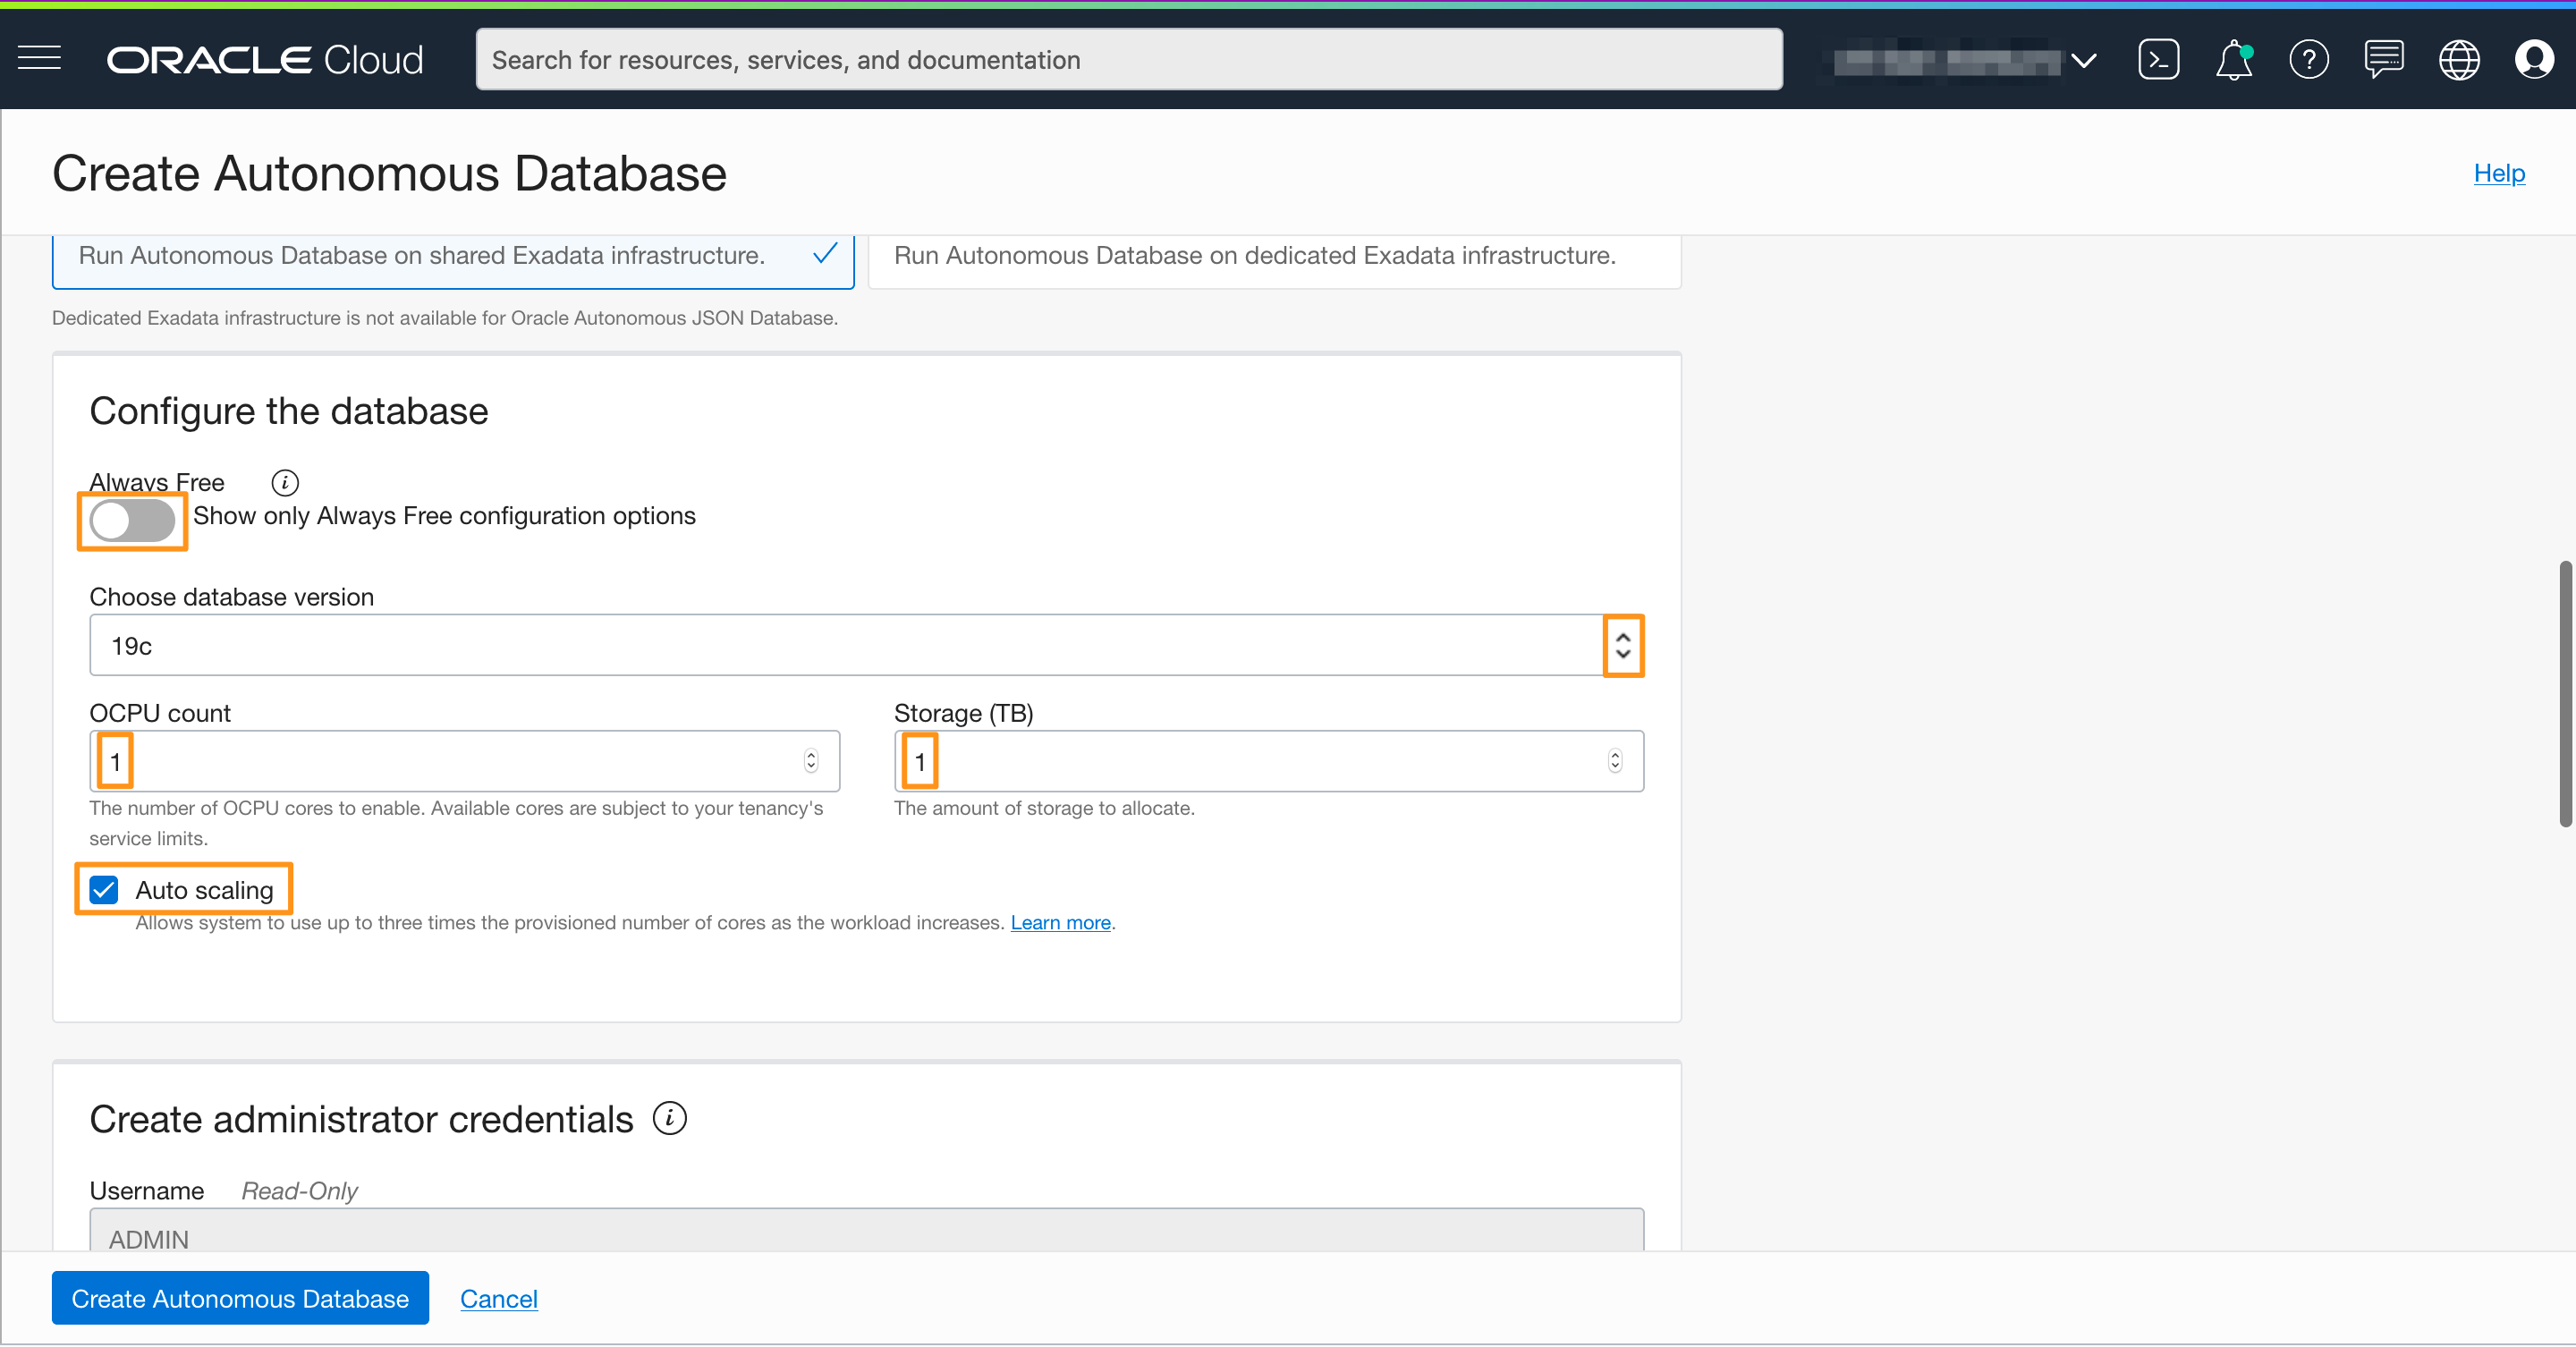 ORACLE Cloud
Search for resources, services, and documentation
Create Autonomous Database
Help
Run Autonomous Database on shared Exadata infrastructure.
Run Autonomous Database on dedicated Exadata infrastructure.
Dedicated Exadata infrastructure is not available for Oracle Autonomous JSON Database.
Configure the database
Always Free
Show only Always Free configuration options
Choose database version
19c
OCPU count
Storage (TB)
1
1
The number of OCPU cores to enable. Available cores are subject to your tenancy's
service limits.
The amount of storage to allocate.
Auto scaling
Allows system to use up to three times the provisioned number of cores as the workload increases. Learn more.
Create administrator credentials
Username Read-Only
ADMIN
Create Autonomous Database
Cancel